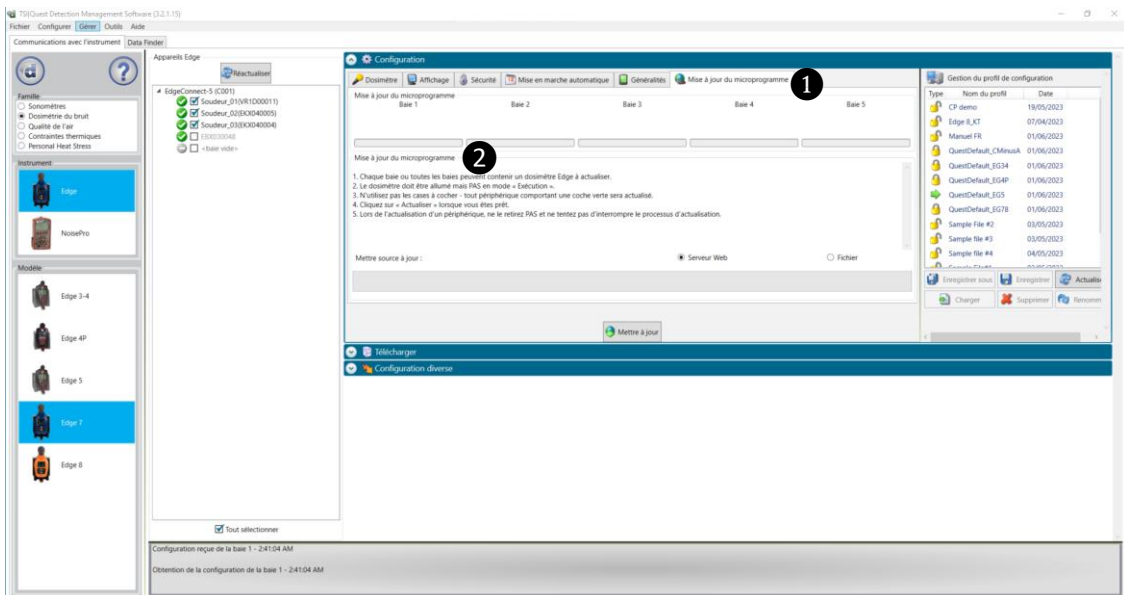 TSI|Quest Detection Management Software (3.2.1.15)
Fichier Configurer Gérer Outils Aide
Communications avec l'instrument Data Finder
Famille
Sonomètres
Dosimétrie du bruit
Qualité de l'air
Contraintes thermiques
Personal Heat Stress
Instrument
Edge
NoisePro
Modèle
Edge 3-4
Edge 4P
Edge 5
Edge 7
Edge 8
Appareils Edge
Réactualiser
EdgeConnect-5 (C001)
Soudeur_01(VR1D00011)
Soudeur_02(EKX040005)
Soudeur_03(EKX040004)
EBX030048
<baie vide>
Tout sélectionner
Configuration
Dosimètre Affichage Sécurité Mise en marche automatique Généralités Mise à jour du microprogramme 1
Mise à jour du microprogramme
Baie 1 Baie 2 Baie 3 Baie 4 Baie 5
Mise à jour du microprogramme 2
1. Chaque baie ou toutes les baies peuvent contenir un dosimètre Edge à actualiser.
2. Le dosimètre doit être allumé mais PAS en mode « Exécution ».
3. N'utilisez pas les cases à cocher - tout périphérique comportant une coche verte sera actualisé.
4. Cliquez sur « Actualiser » lorsque vous êtes prêt.
5. Lors de l'actualisation d'un périphérique, ne le retirez PAS et ne tentez pas d'interrompre le processus d'actualisation.
Mettre source à jour : Serveur Web Fichier
Mettre à jour
Télécharger
Configuration diverse
Gestion du profil de configuration
Type Nom du profil Date
CP demo 19/05/2023
Edge 8_KT 07/04/2023
Manuel FR 01/06/2023
QuestDefault_CMinusA 01/06/2023
QuestDefault_EG34 01/06/2023
QuestDefault_EG4P 01/06/2023
QuestDefault_EG5 01/06/2023
QuestDefault_EG78 01/06/2023
Sample File #2 03/05/2023
Sample file #3 03/05/2023
Sample file #4 04/05/2023
Enregistrer sous Enregistrer Actualise
Charger Supprimer Renomm
Configuration reçue de la baie 1 - 2:41:04 AM
Obtention de la configuration de la baie 1 - 2:41:04 AM